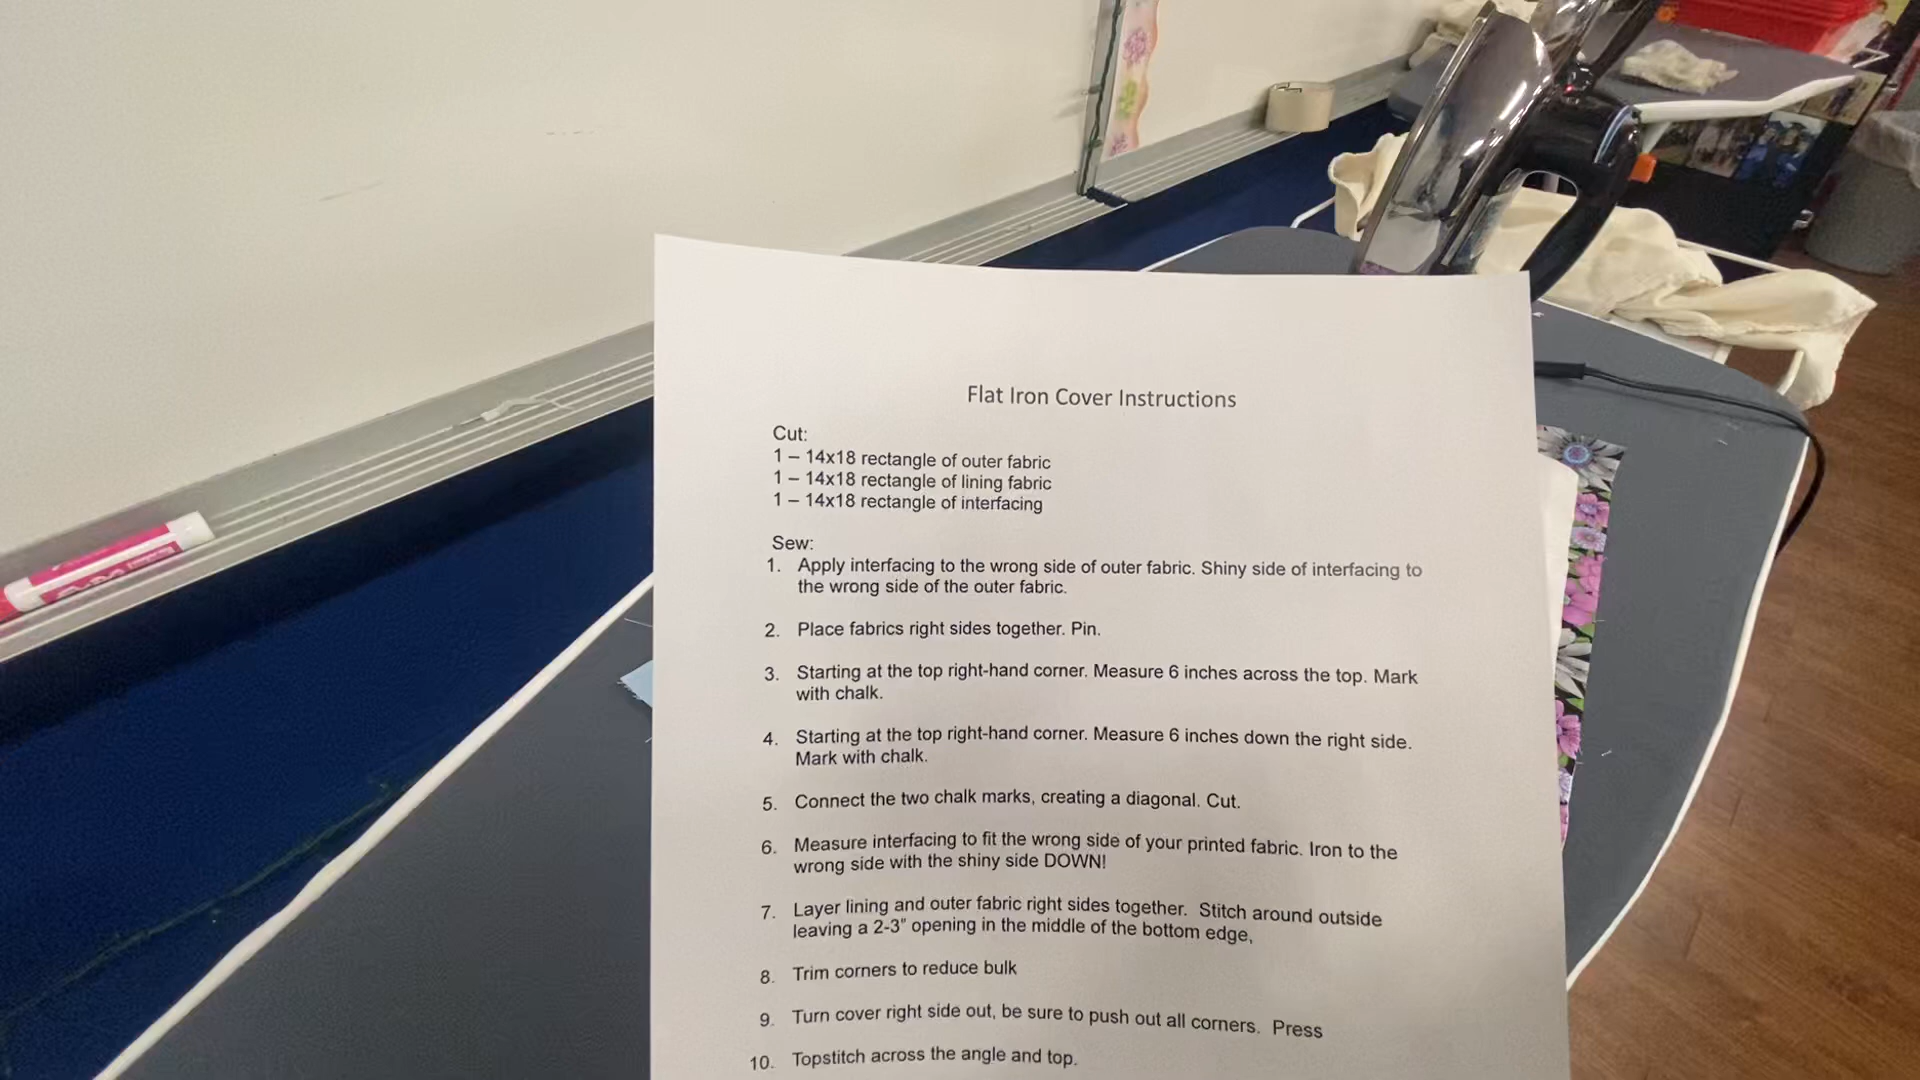 Flat Iron Cover Instructions
Cut:
1 – 14x18 rectangle of outer fabric
1 – 14x18 rectangle of lining fabric
1 – 14x18 rectangle of interfacing
Sew:
1. Apply interfacing to the wrong side of outer fabric. Shiny side of interfacing to
the wrong side of the outer fabric.
2. Place fabrics right sides together. Pin.
3. Starting at the top right-hand corner. Measure 6 inches across the top. Mark
with chalk.
4. Starting at the top right-hand corner. Measure 6 inches down the right side.
Mark with chalk.
5. Connect the two chalk marks, creating a diagonal. Cut.
6. Measure interfacing to fit the wrong side of your printed fabric. Iron to the
wrong side with the shiny side DOWN!
7. Layer lining and outer fabric right sides together. Stitch around outside
leaving a 2-3" opening in the middle of the bottom edge,
8. Trim corners to reduce bulk
9. Turn cover right side out, be sure to push out all corners. Press
10. Topstitch across the angle and top.